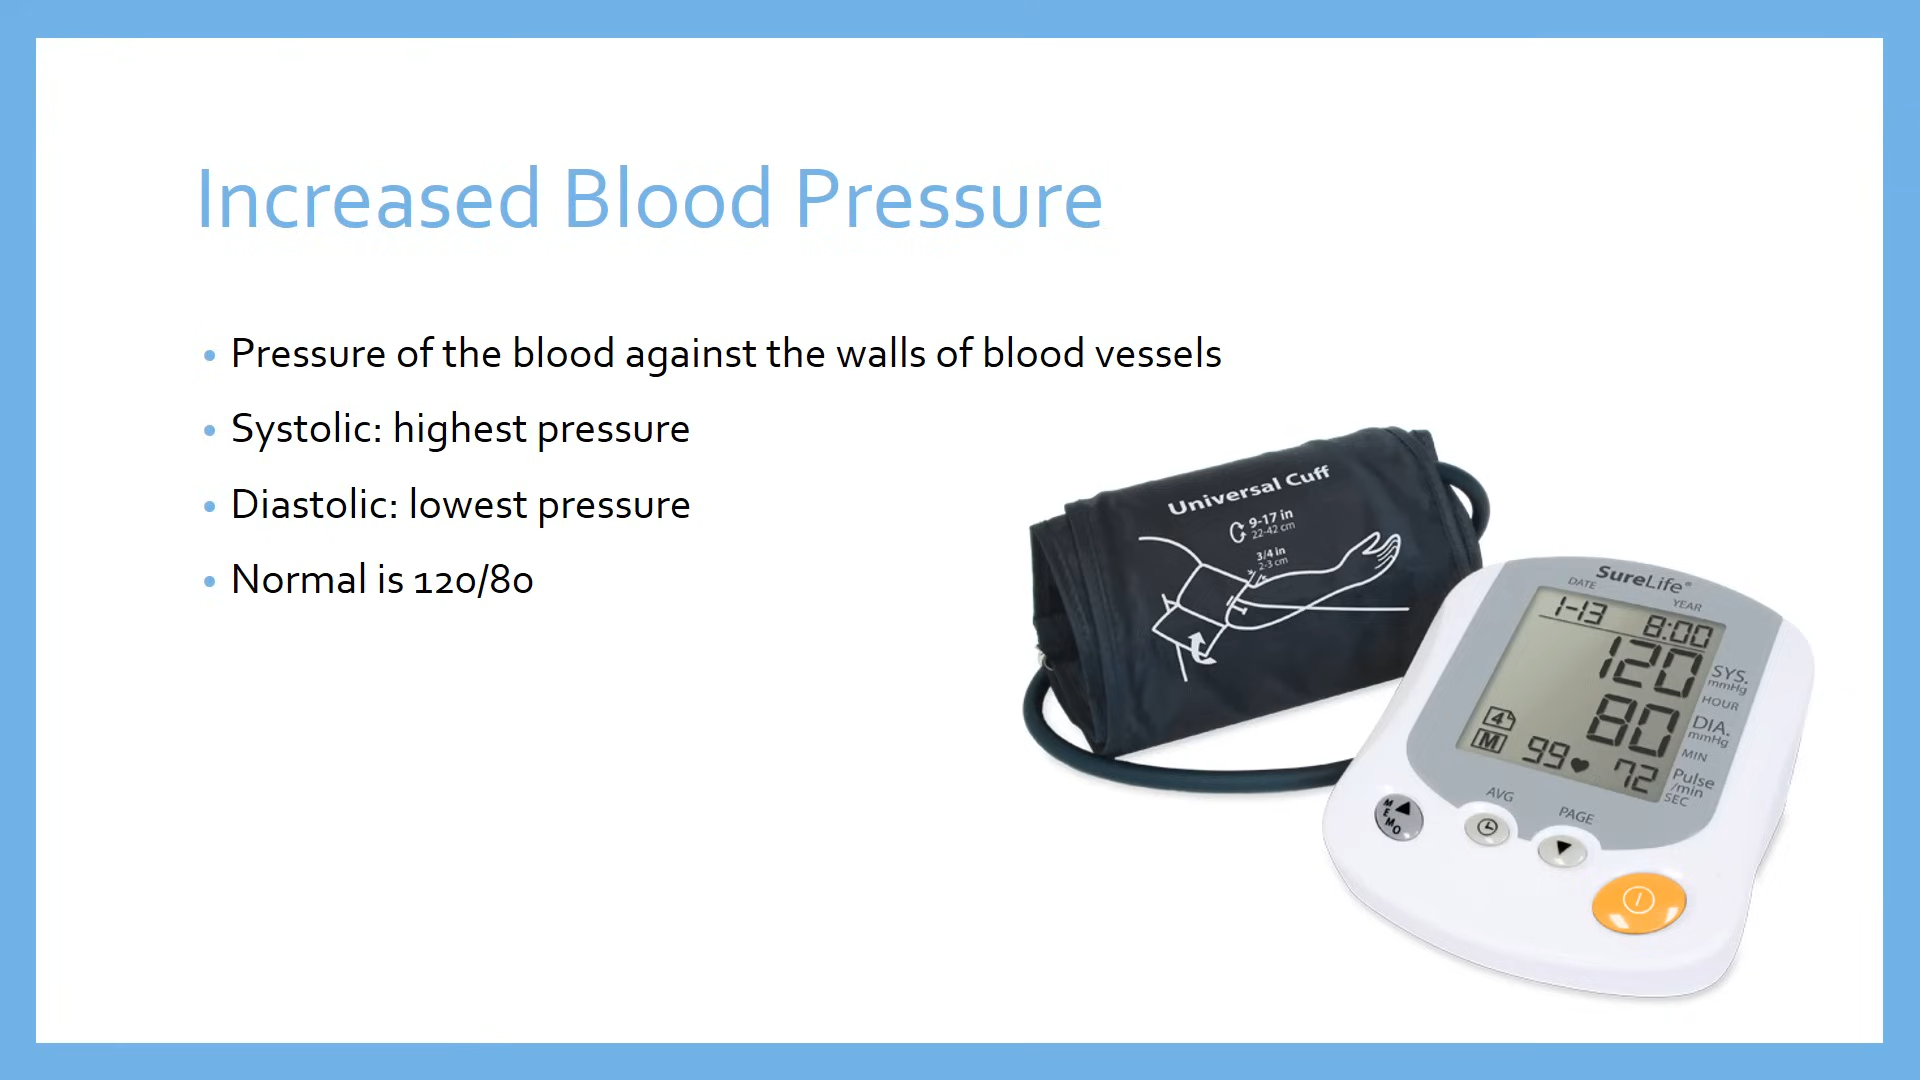 Increased Blood Pressure
• Pressure of the blood against the walls of blood vessels
• Systolic: highest pressure
• Diastolic: lowest pressure
• Normal is 120/80
Universal Cuff
9-17 in
22-42 cm
3/4 in
2-3 cm
SureLife®
DATE YEAR
1-13 8:00
120 SYS. mmHg
HOUR
80 DIA. mmHg
MIN
4
M
99 72 Pulse /min
SEC
AVG
PAGE
MEMO